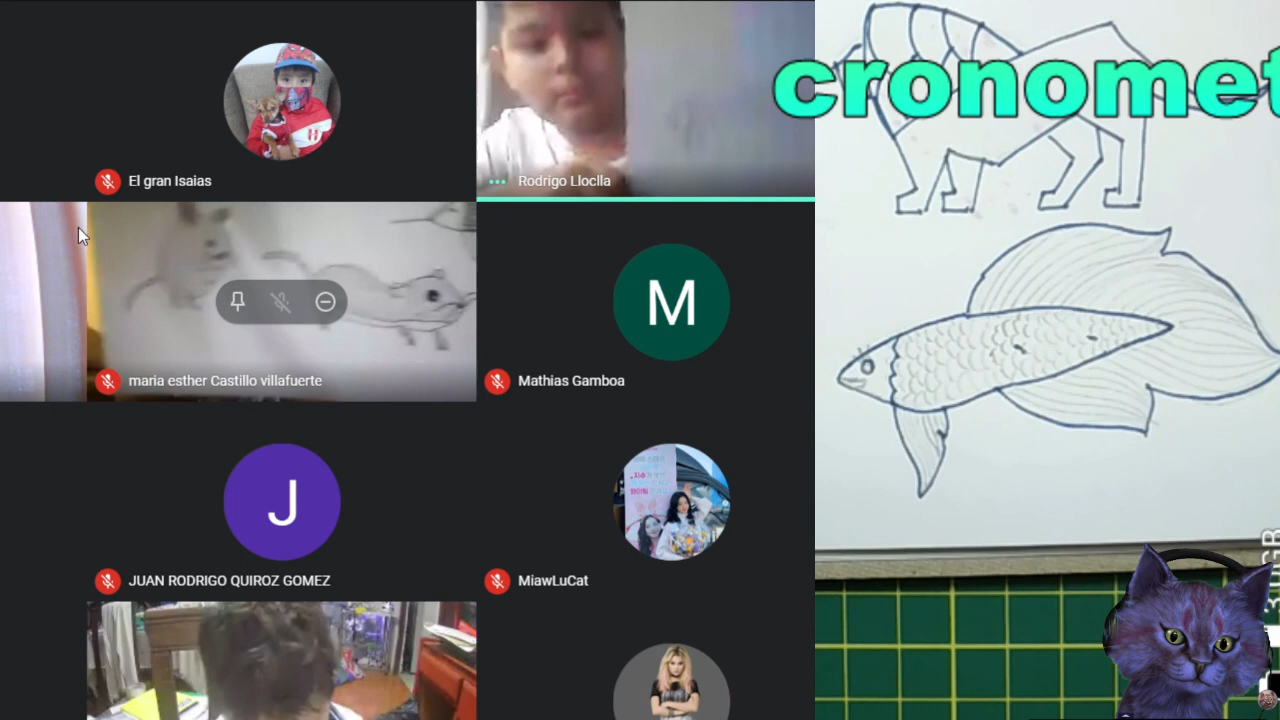 cronomet
El gran Isaias
Rodrigo Lloclla
maria esther Castillo villafuerte
Mathias Gamboa
M
JUAN RODRIGO QUIROZ GOMEZ
J
MiawLuCat